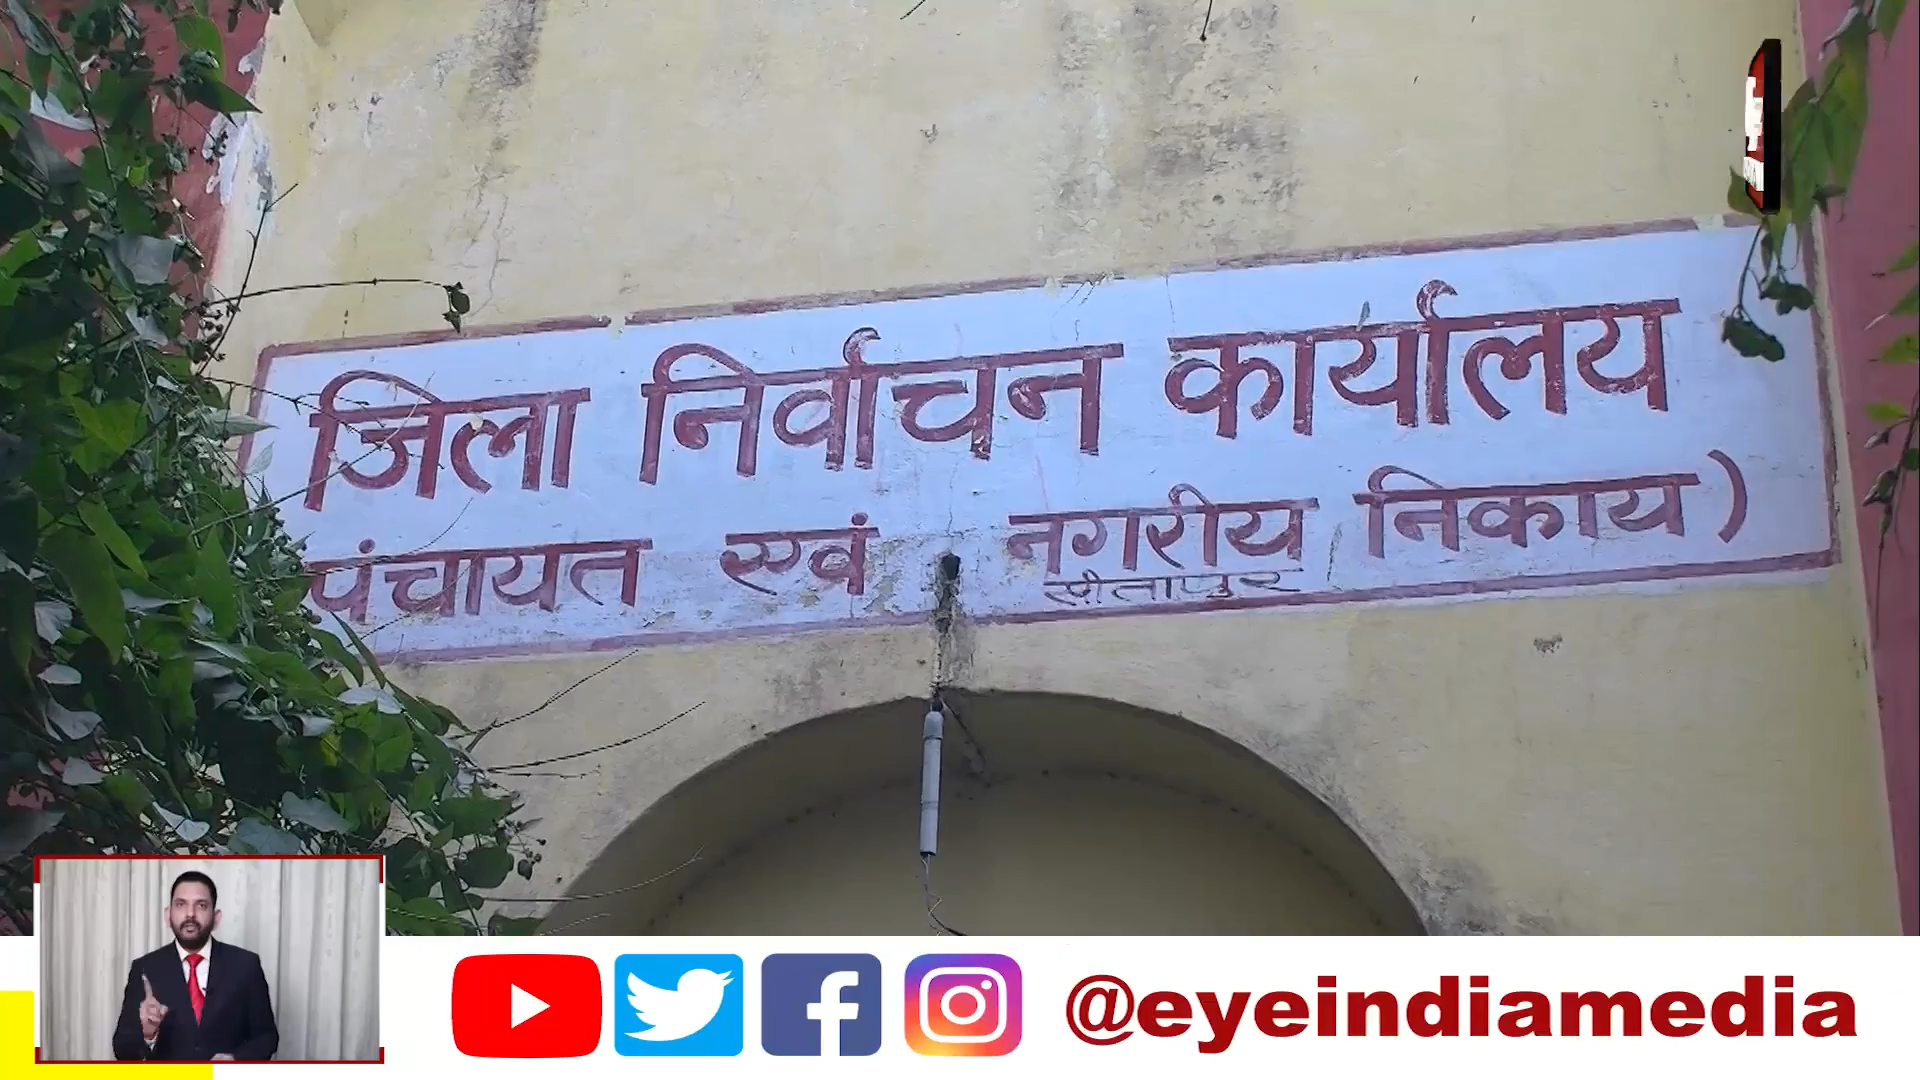 जिला निर्वाचन कार्यालय
पंचायत एवं नगरीय निकाय)
सीतापुर
@eyeindiamedia